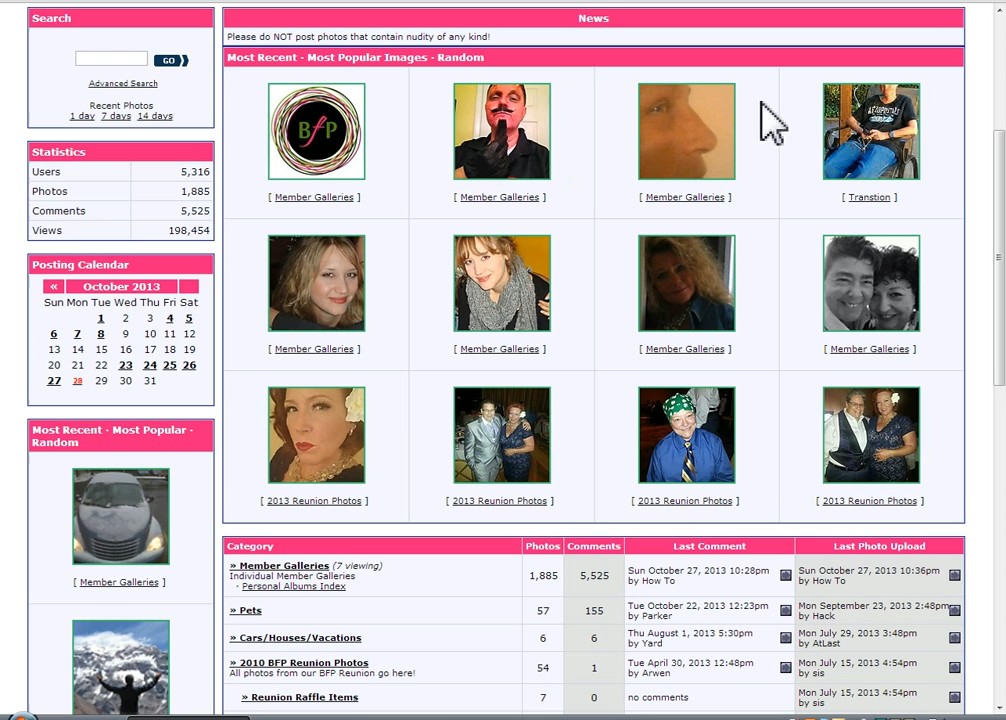 Search
GO
Advanced Search
Recent Photos
1 day 7 days 14 days
Statistics
Users 5,316
Photos 1,885
Comments 5,525
Views 198,454
Posting Calendar
« October 2013
Sun Mon Tue Wed Thu Fri Sat
1 2 3 4 5
6 7 8 9 10 11 12
13 14 15 16 17 18 19
20 21 22 23 24 25 26
27 28 29 30 31
Most Recent · Most Popular ·
Random
[ Member Galleries ]
News
Please do NOT post photos that contain nudity of any kind!
Most Recent · Most Popular Images · Random
BfP
AEROPOSTALE
[ Member Galleries ] [ Member Galleries ] [ Member Galleries ] [ Transtion ]
[ Member Galleries ] [ Member Galleries ] [ Member Galleries ] [ Member Galleries ]
[ 2013 Reunion Photos ] [ 2013 Reunion Photos ] [ 2013 Reunion Photos ] [ 2013 Reunion Photos ]
Category Photos Comments Last Comment Last Photo Upload
» Member Galleries (7 viewing)
Individual Member Galleries
· Personal Albums Index
1,885 5,525
Sun October 27, 2013 10:28pm
by How To
Sun October 27, 2013 10:36pm
by How To
» Pets 57 155
Tue October 22, 2013 12:23pm
by Parker
Mon September 23, 2013 2:48pm
by Hack
» Cars/Houses/Vacations 6 6
Thu August 1, 2013 5:30pm
by Yard
Mon July 29, 2013 3:48pm
by AtLast
» 2010 BFP Reunion Photos
All photos from our BFP Reunion go here!
54 1
Tue April 30, 2013 12:48pm
by Arwen
Mon July 15, 2013 4:54pm
by sis
» Reunion Raffle Items 7 0 no comments
Mon July 15, 2013 4:54pm
by sis